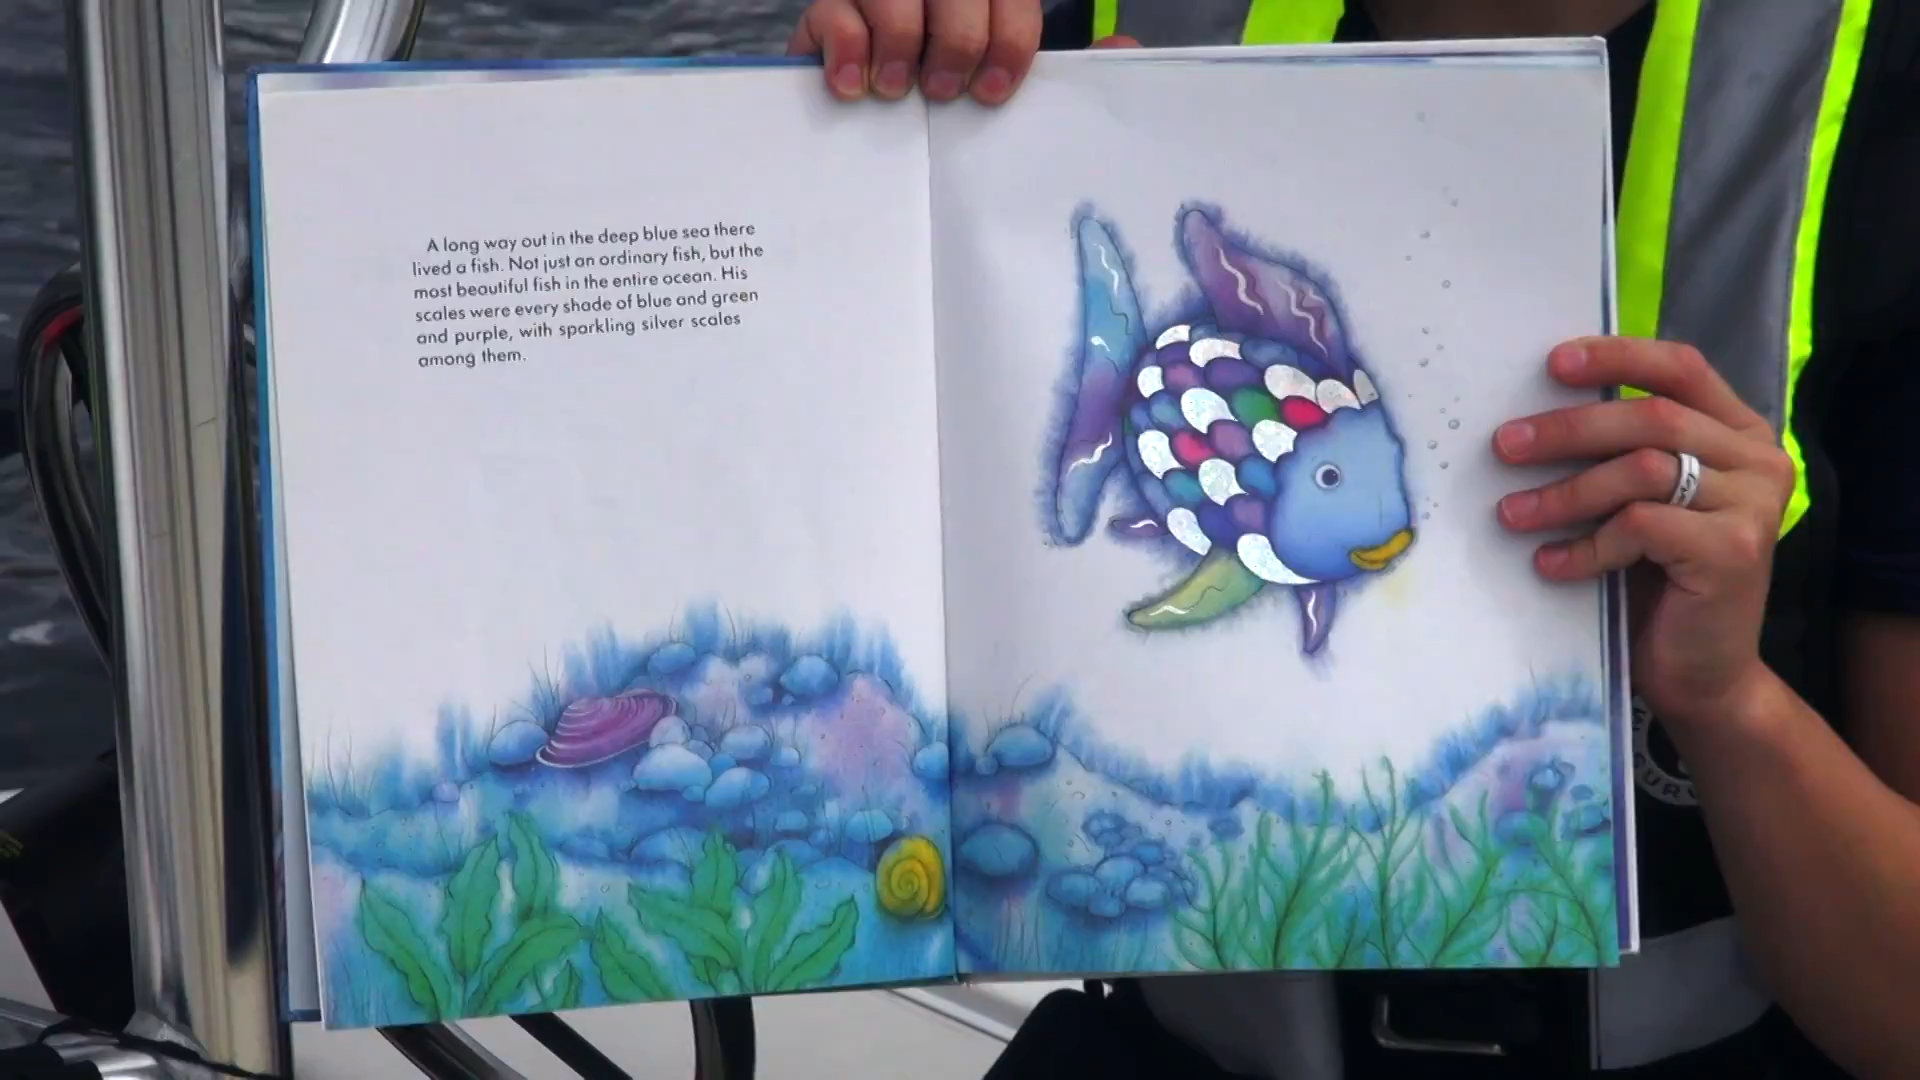 A long way out in the deep blue sea there
lived a fish. Not just an ordinary fish, but the
most beautiful fish in the entire ocean. His
scales were every shade of blue and green
and purple, with sparkling silver scales
among them.